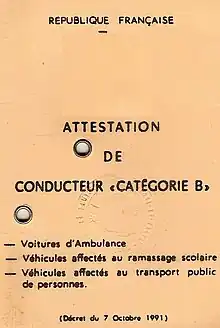 RÉPUBLIQUE FRANÇAISE
—
ATTESTATION
DE
CONDUCTEUR «CATÉGORIE B»
— Voitures d'Ambulance
— Véhicules affectés au ramassage scolaire
— Véhicules affectés au transport public
de personnes.
(Décret du 7 Octobre 1991)